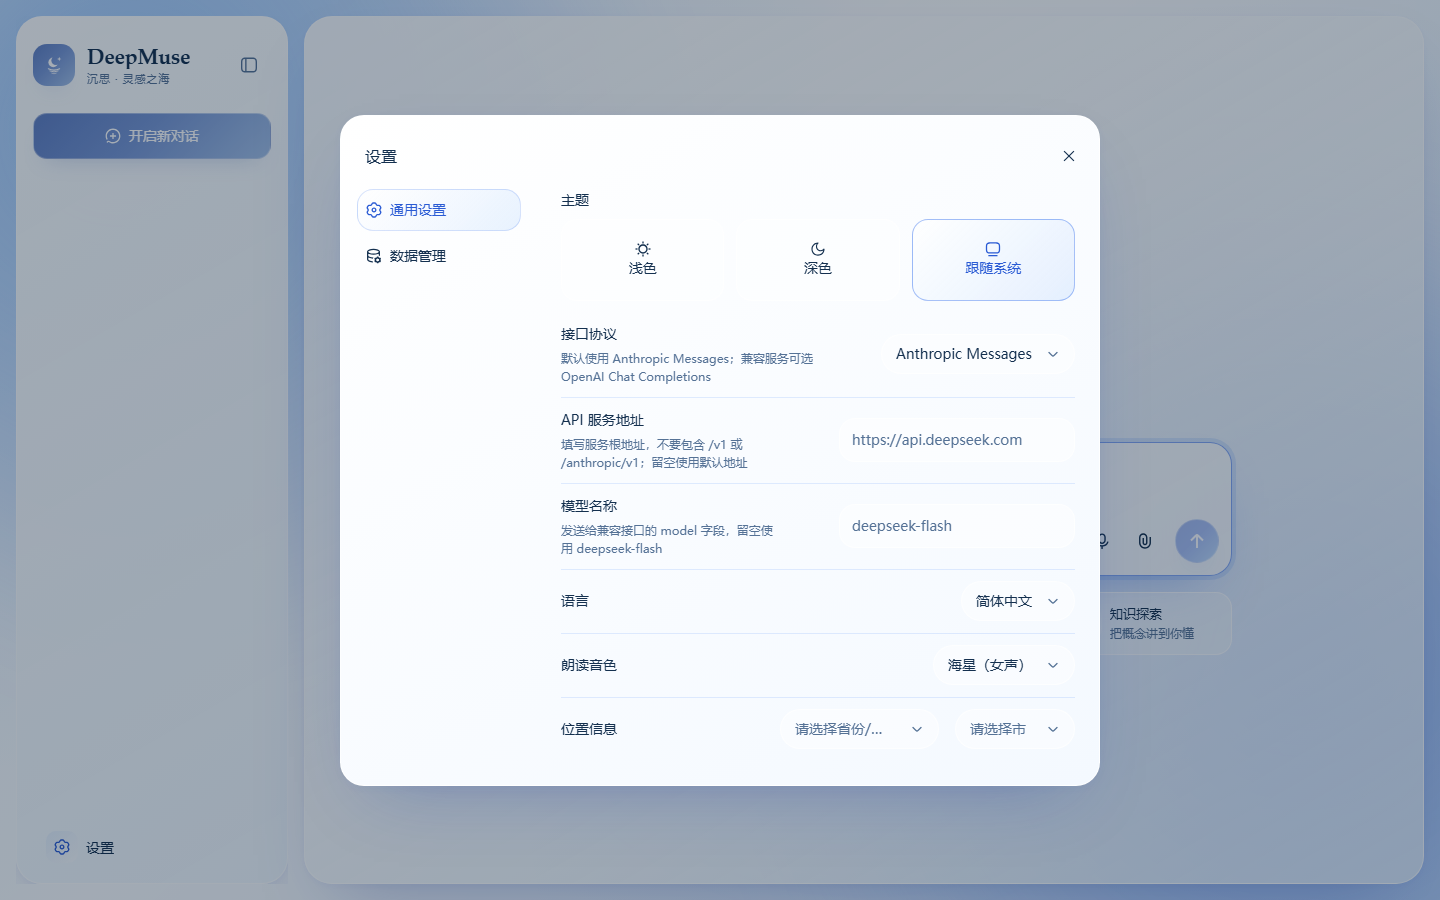 DeepMuse
沉思 · 灵感之海
开启新对话
设置
设置
通用设置
数据管理
主题
浅色
深色
跟随系统
接口协议
默认使用 Anthropic Messages；兼容服务可选
OpenAI Chat Completions
Anthropic Messages
API 服务地址
填写服务根地址，不要包含 /v1 或
/anthropic/v1；留空使用默认地址
https://api.deepseek.com
模型名称
发送给兼容接口的 model 字段，留空使
用 deepseek-flash
deepseek-flash
语言
简体中文
朗读音色
海星（女声）
位置信息
请选择省份/...
请选择市
知识探索
把概念讲到你懂